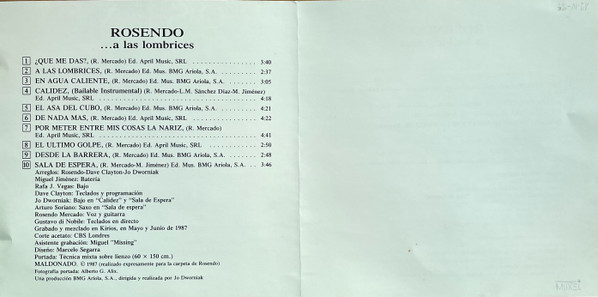 ROSENDO
...a las lombrices
1 ¿QUE ME DAS?, (R. Mercado) Ed. April Music, SRL . . . . . . . . . . . . . . . . 3:40
2 A LAS LOMBRICES, (R. Mercado) Ed. Mus. BMG Ariola, S.A. . . . . . . . . . 2:37
3 EN AGUA CALIENTE, (R. Mercado) Ed. Mus. BMG Ariola, S.A. . . . . . . . . 3:05
4 CALIDEZ, (Bailable Instrumental) (R. Mercado-L.M. Sánchez Díaz-M. Jiménez)
Ed. April Music, SRL . . . . . . . . . . . . . . . . 4:18
5 EL ASA DEL CUBO, (R. Mercado) Ed. Mus. BMG Ariola, S.A. . . . . . . . . . 4:21
6 DE NADA MAS, (R. Mercado) Ed. April Music, SRL . . . . . . . . . . . . . . . . 4:22
7 POR METER ENTRE MIS COSAS LA NARIZ, (R. Mercado)
Ed. April Music, SRL . . . . . . . . . . . . . . . . 4:41
8 EL ULTIMO GOLPE, (R. Mercado) Ed. April Music, SRL . . . . . . . . . . . . . 2:50
9 DESDE LA BARRERA, (R. Mercado) Ed. Mus. BMG Ariola, S.A. . . . . . . . . 2:48
10 SALA DE ESPERA, (R. Mercado-M. Jiménez) Ed. Mus. BMG Ariola, S.A. . . 3:46
Arreglos: Rosendo-Dave Clayton-Jo Dworniak
Miguel Jiménez: Batería
Rafa J. Vegas: Bajo
Dave Clayton: Teclados y programación
Jo Dworniak: Bajo en "Calidez" y "Sala de Espera"
Arturo Soriano: Saxo en "Sala de espera"
Rosendo Mercado: Voz y guitarra
Gustavo di Nobile: Teclados en directo
Grabado y mezclado en Kirios, en Mayo y Junio de 1987
Corte acetato: CBS Londres
Asistente grabación: Miguel "Missing"
Diseño: Marcelo Segarra
Portada: Técnica mixta sobre lienzo (60 × 150 cm.)
MALDONADO. © 1987 (realizado expresamente para la carpeta de Rosendo)
Fotografía portada: Alberto G. Alix.
Una producción BMG Ariola, S.A., dirigida y realizada por Jo Dworniak